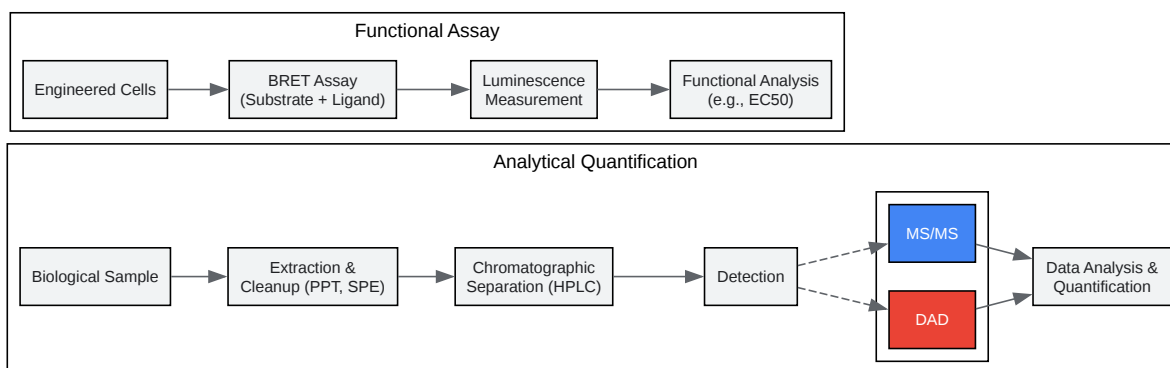 Functional Assay
Engineered Cells
BRET Assay
(Substrate + Ligand)
Luminescence
Measurement
Functional Analysis
(e.g., EC50)
Analytical Quantification
Biological Sample
Extraction &
Cleanup (PPT, SPE)
Chromatographic
Separation (HPLC)
Detection
MS/MS
DAD
Data Analysis &
Quantification